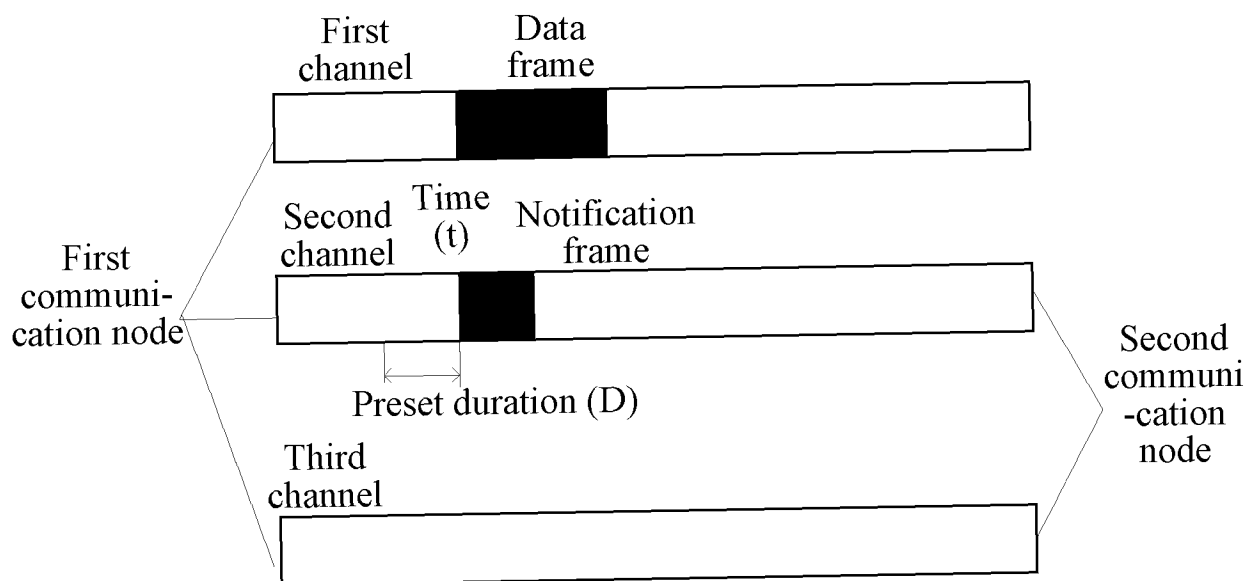 First
channel
Data
frame
Second
channel
Time
(t)
Notification
frame
First
communi-
cation node
Preset duration (D)
Second
communi
-cation
node
Third
channel